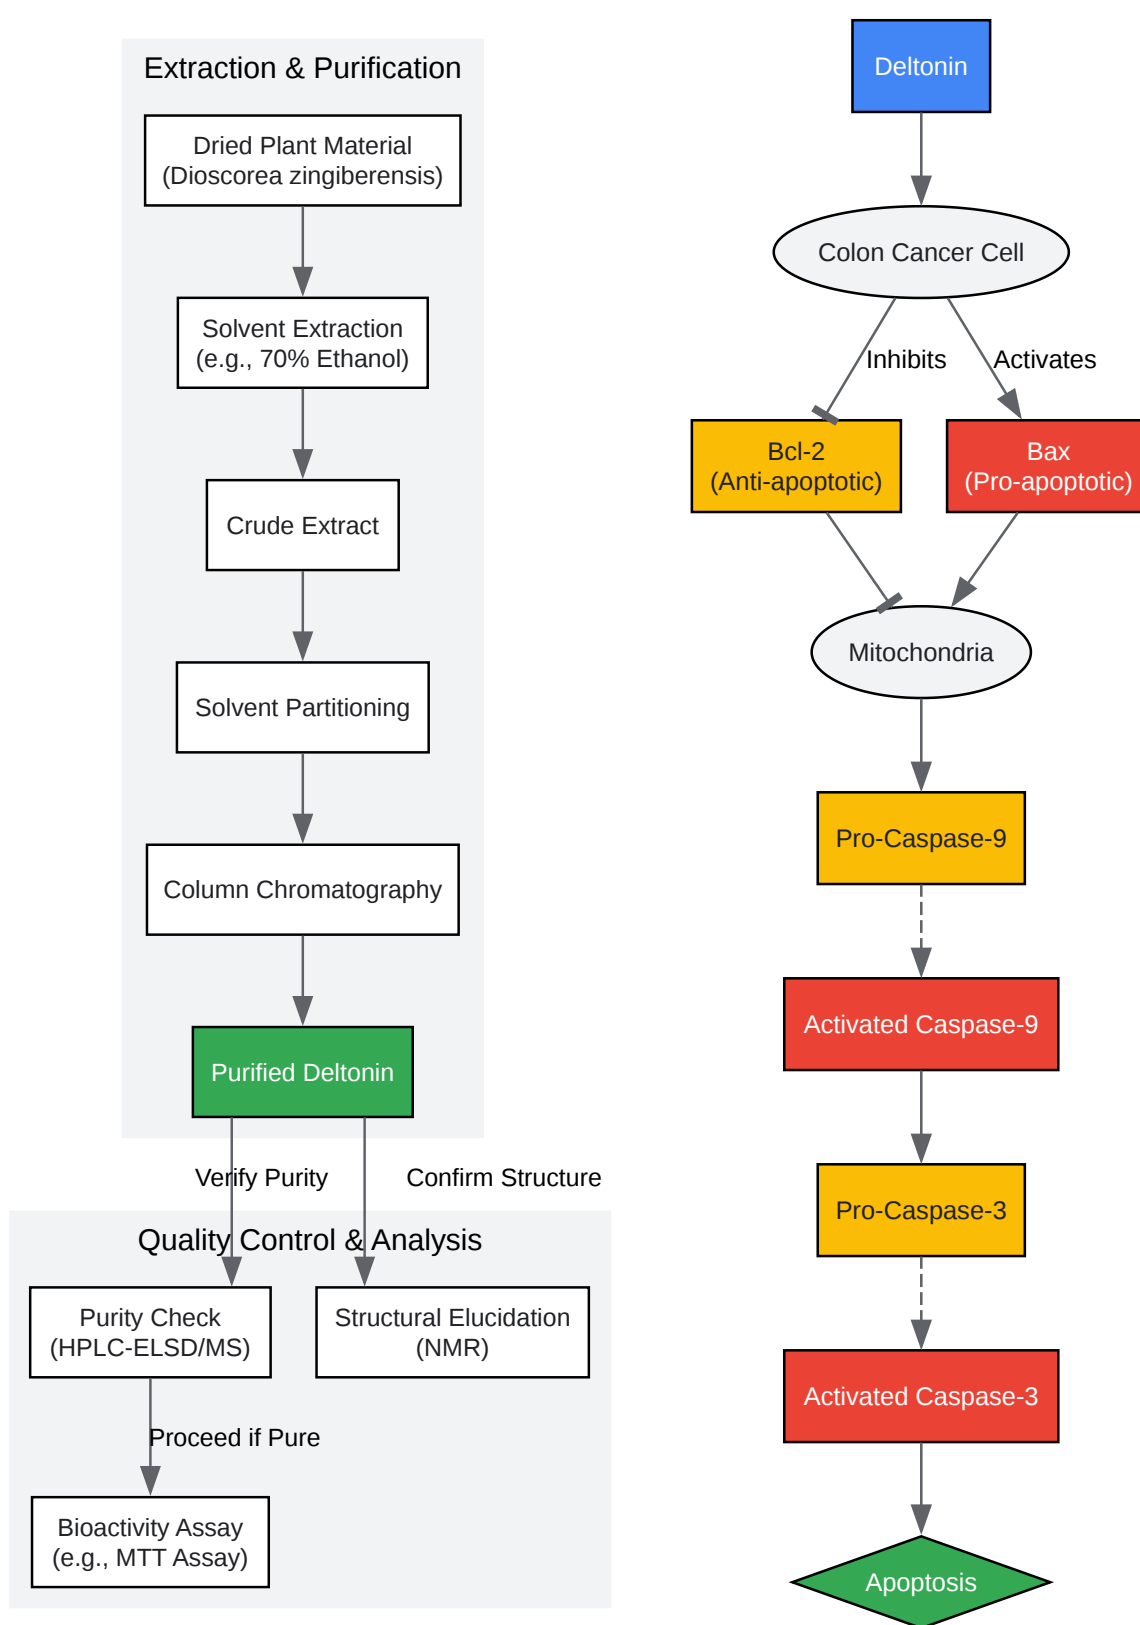 Extraction & Purification
Dried Plant Material
(Dioscorea zingiberensis)
Solvent Extraction
(e.g., 70% Ethanol)
Crude Extract
Solvent Partitioning
Column Chromatography
Purified Deltonin
Verify Purity
Confirm Structure
Quality Control & Analysis
Purity Check
(HPLC-ELSD/MS)
Structural Elucidation
(NMR)
Proceed if Pure
Bioactivity Assay
(e.g., MTT Assay)
Deltonin
Colon Cancer Cell
Inhibits
Activates
Bcl-2
(Anti-apoptotic)
Bax
(Pro-apoptotic)
Mitochondria
Pro-Caspase-9
Activated Caspase-9
Pro-Caspase-3
Activated Caspase-3
Apoptosis